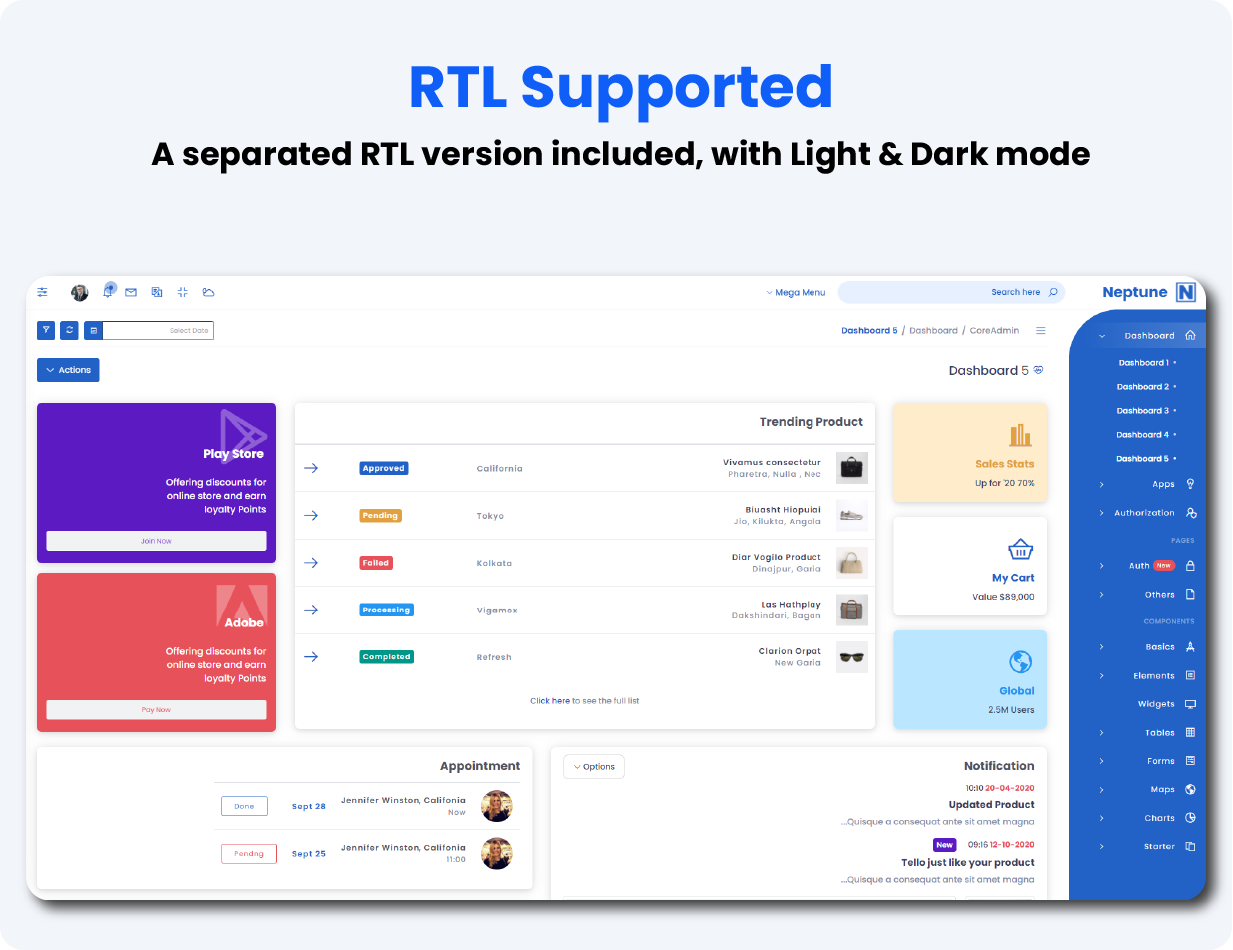 RTL Supported
A separated RTL version included, with Light & Dark mode
Mega Menu
Search here
Neptune N
Select Date
Dashboard 5 / Dashboard / CoreAdmin
Actions
Dashboard 5
Play Store
Offering discounts for
online store and earn
loyalty Points
Join Now
Adobe
Offering discounts for
online store and earn
loyalty Points
Pay Now
Trending Product
Approved California Vivamus consectetur
Pharetra, Nulla , Nec
Pending Tokyo Biuasht Hiopuiai
Jio, Kilukta, Angola
Failed Kolkata Diar Vogilo Product
Dinajpur, Garia
Processing Vigamox Las Hathpley
Dakshindari, Bagan
Completed Refresh Clarion Orpat
New Garia
Click here to see the full list
Sales Stats
Up for '20 70%
My Cart
Value $89,000
Global
2.5M Users
Appointment
Done Sept 28 Jennifer Winston, Califonia
Now
Pendng Sept 25 Jennifer Winston, Califonia
11:00
Options
Notification
10:10 20-04-2020
Updated Product
...Quisque a consequat ante sit amet magna
New 09:16 12-10-2020
Tello just like your product
...Quisque a consequat ante sit amet magna
Dashboard
Dashboard 1
Dashboard 2
Dashboard 3
Dashboard 4
Dashboard 5
Apps
Authorization
PAGES
Auth New
Others
COMPONENTS
Basics
Elements
Widgets
Tables
Forms
Maps
Charts
Starter